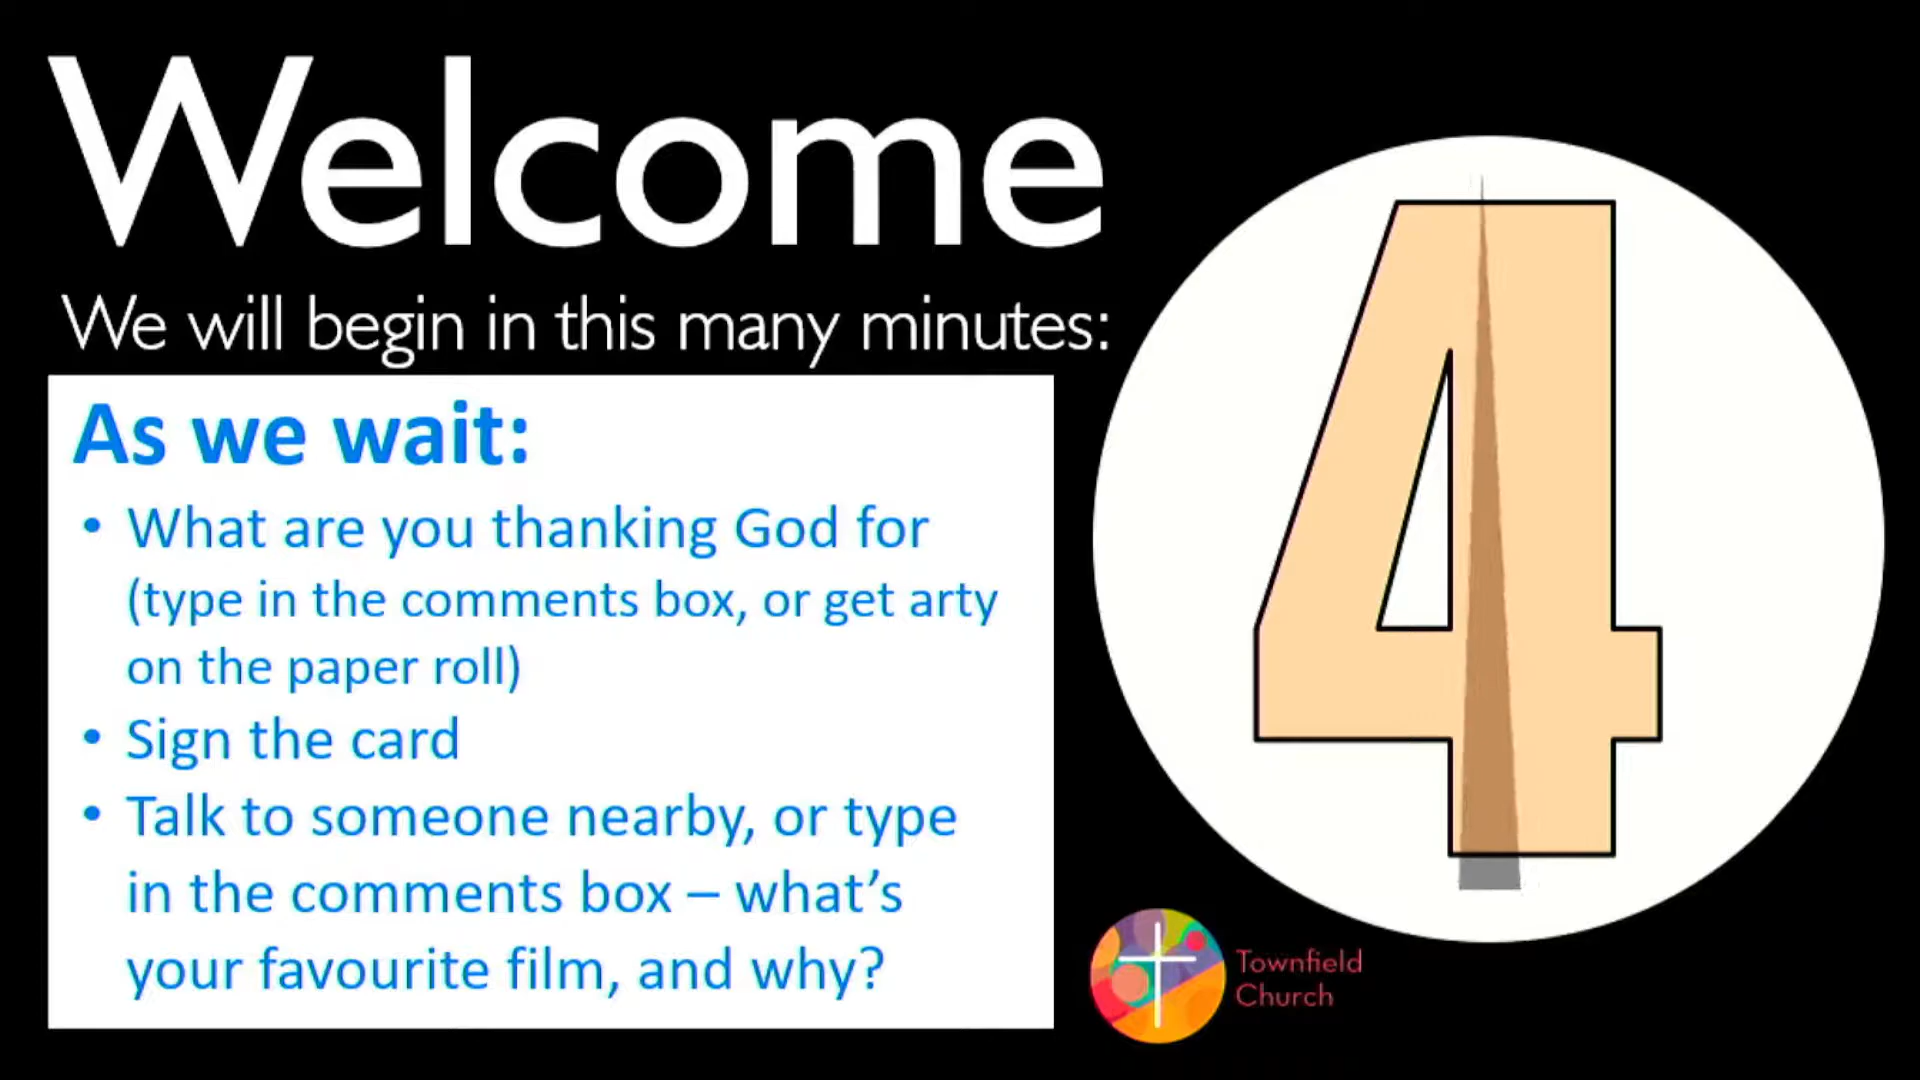 Welcome
We will begin in this many minutes:
4
As we wait:
• What are you thanking God for
(type in the comments box, or get arty
on the paper roll)
• Sign the card
• Talk to someone nearby, or type
in the comments box – what's
your favourite film, and why?
Townfield
Church